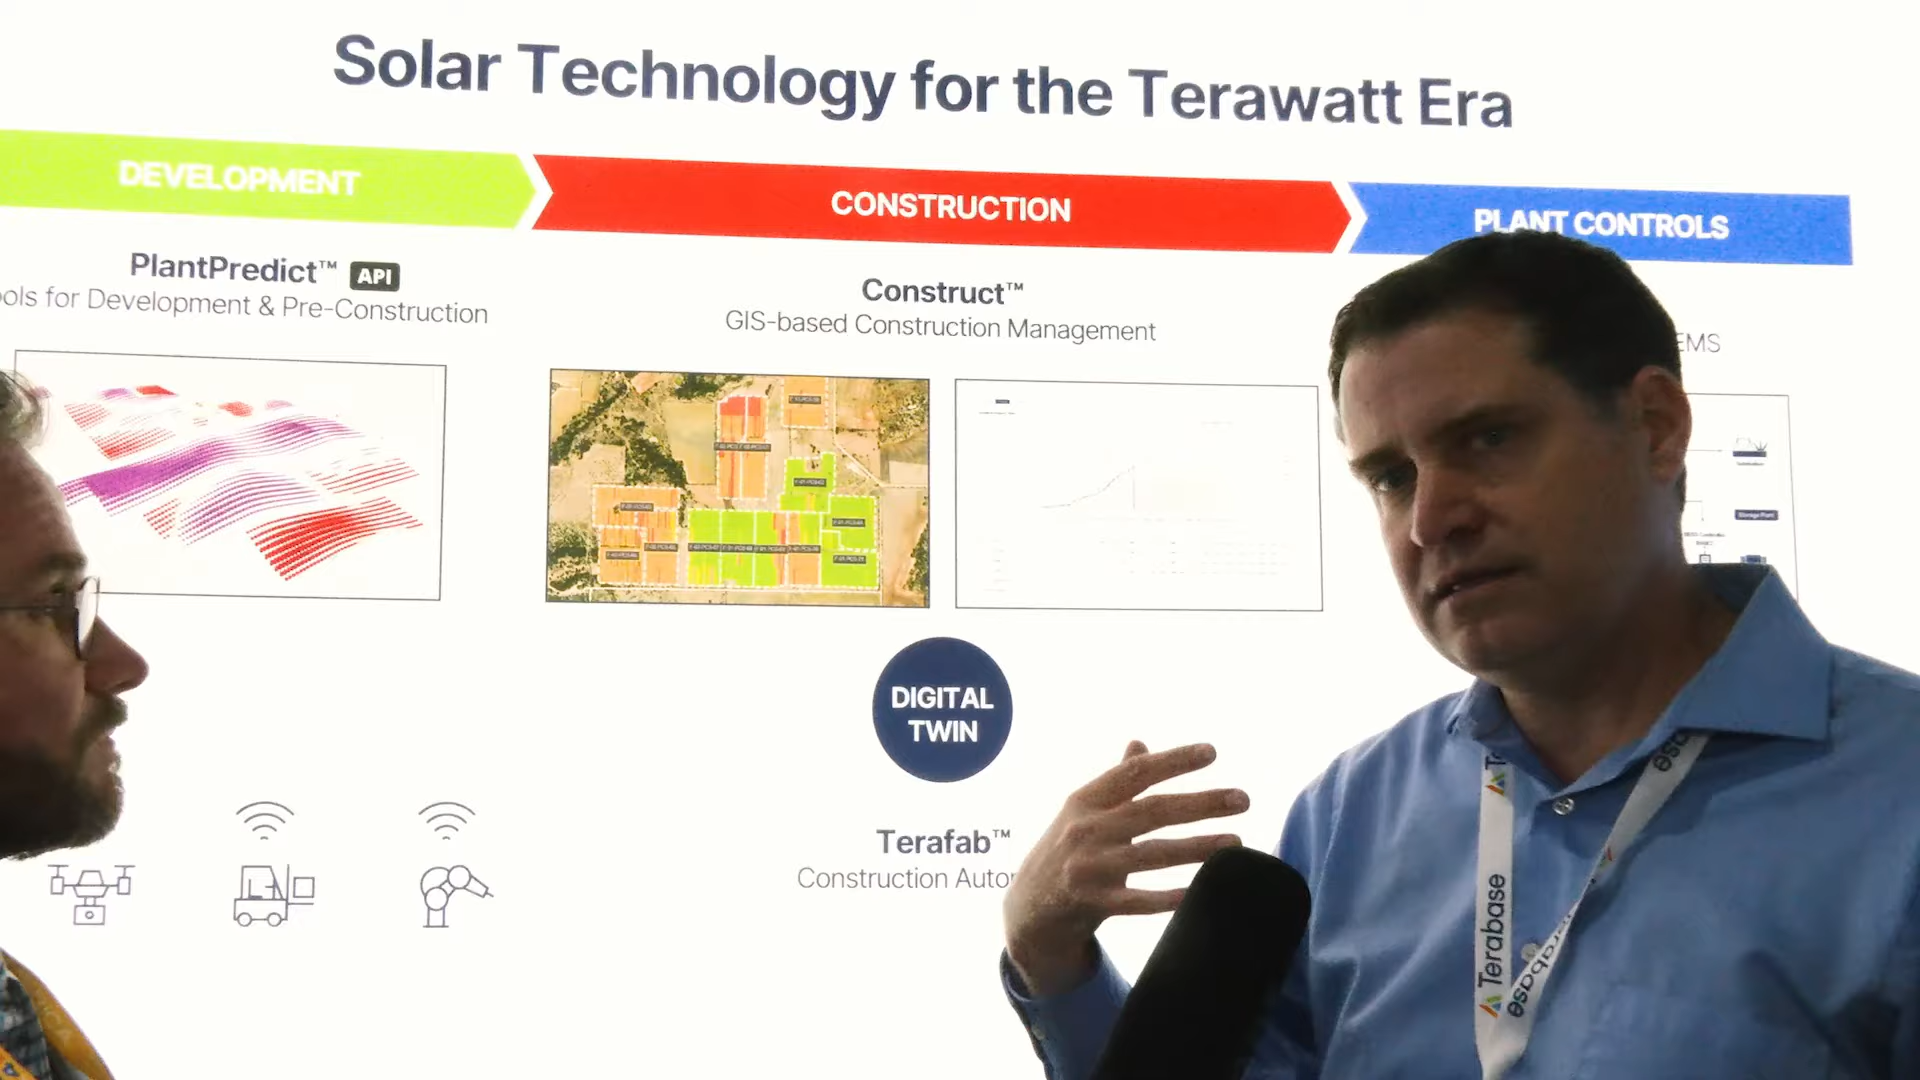 Solar Technology for the Terawatt Era
DEVELOPMENT
CONSTRUCTION
PLANT CONTROLS
PlantPredict™ API
ools for Development & Pre-Construction
Construct™
GIS-based Construction Management
EMS
DIGITAL
TWIN
Terafab™
Construction Auto
Terabase